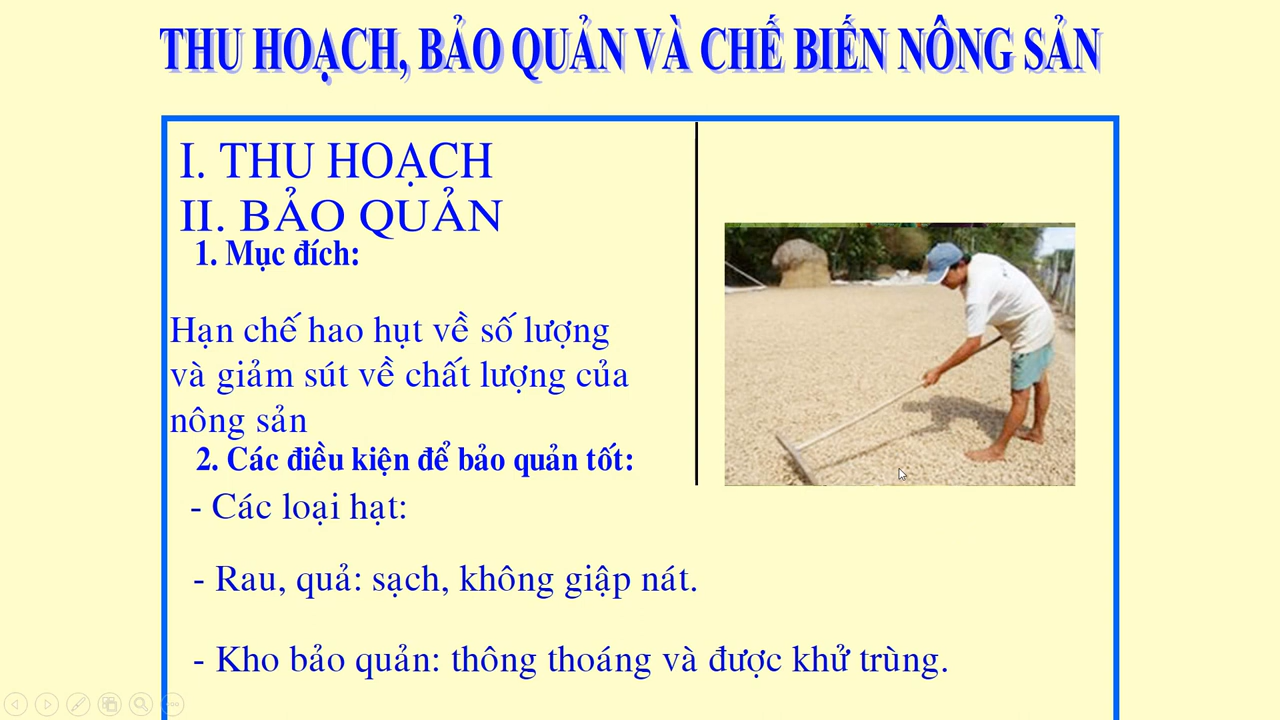 THU HOẠCH, BẢO QUẢN VÀ CHẾ BIẾN NÔNG SẢN
I. THU HOẠCH
II. BẢO QUẢN
1. Mục đích:
Hạn chế hao hụt về số lượng
và giảm sút về chất lượng của
nông sản
2. Các điều kiện để bảo quản tốt:
- Các loại hạt:
- Rau, quả: sạch, không giập nát.
- Kho bảo quản: thông thoáng và được khử trùng.